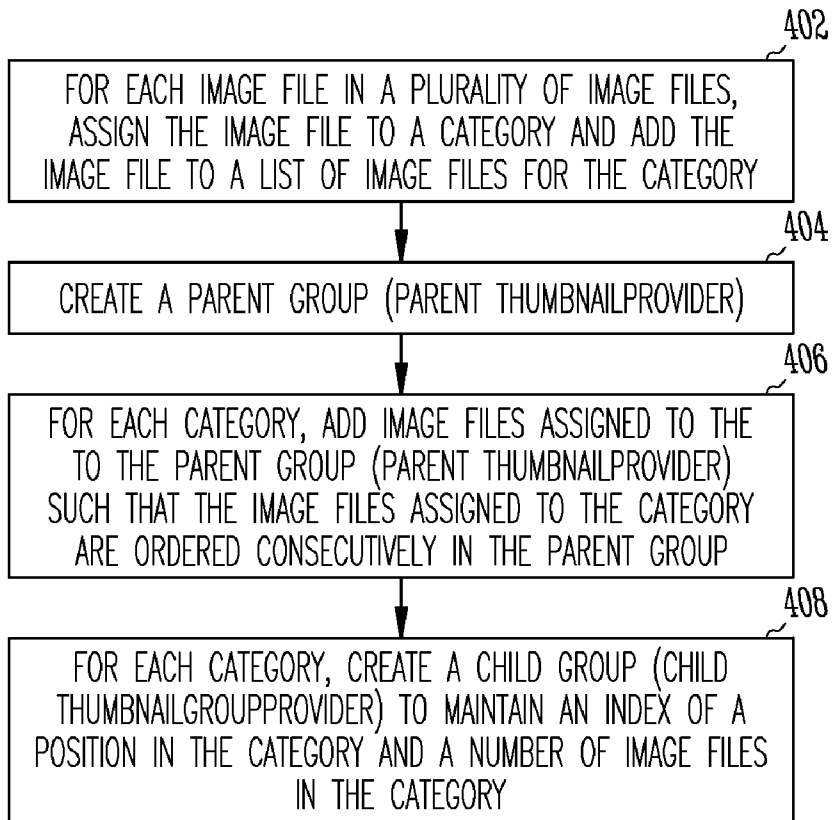 402
FOR EACH IMAGE FILE IN A PLURALITY OF IMAGE FILES,
ASSIGN THE IMAGE FILE TO A CATEGORY AND ADD THE
IMAGE FILE TO A LIST OF IMAGE FILES FOR THE CATEGORY
404
CREATE A PARENT GROUP (PARENT THUMBNAILPROVIDER)
406
FOR EACH CATEGORY, ADD IMAGE FILES ASSIGNED TO THE
TO THE PARENT GROUP (PARENT THUMBNAILPROVIDER)
SUCH THAT THE IMAGE FILES ASSIGNED TO THE CATEGORY
ARE ORDERED CONSECUTIVELY IN THE PARENT GROUP
408
FOR EACH CATEGORY, CREATE A CHILD GROUP (CHILD
THUMBNAILGROUPPROVIDER) TO MAINTAIN AN INDEX OF A
POSITION IN THE CATEGORY AND A NUMBER OF IMAGE FILES
IN THE CATEGORY